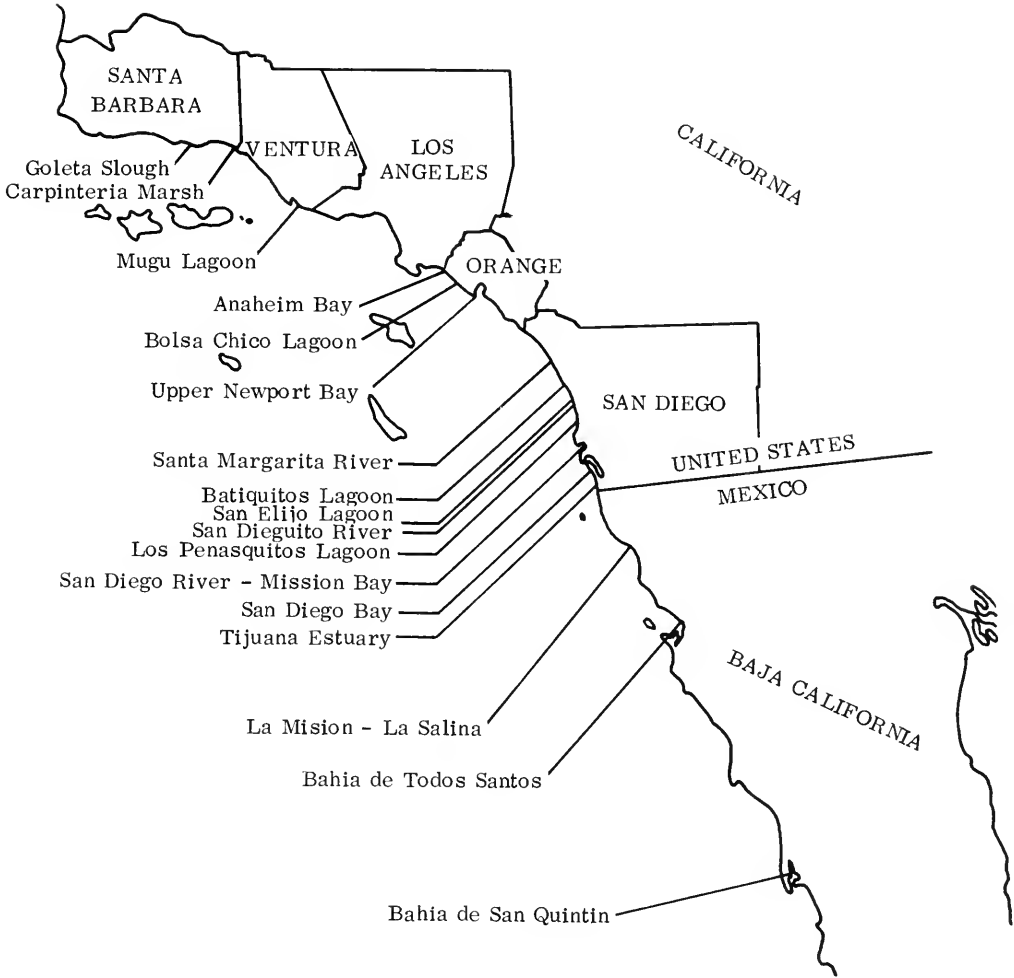 SANTA
BARBARA
VENTURA
LOS
ANGELES
CALIFORNIA
Goleta Slough
Carpinteria Marsh
Mugu Lagoon
ORANGE
Anaheim Bay
Bolsa Chico Lagoon
Upper Newport Bay
SAN DIEGO
Santa Margarita River
UNITED STATES
MEXICO
Batiquitos Lagoon
San Elijo Lagoon
San Dieguito River
Los Penasquitos Lagoon
San Diego River - Mission Bay
San Diego Bay
Tijuana Estuary
BAJA CALIFORNIA
La Mision - La Salina
Bahia de Todos Santos
Bahia de San Quintin